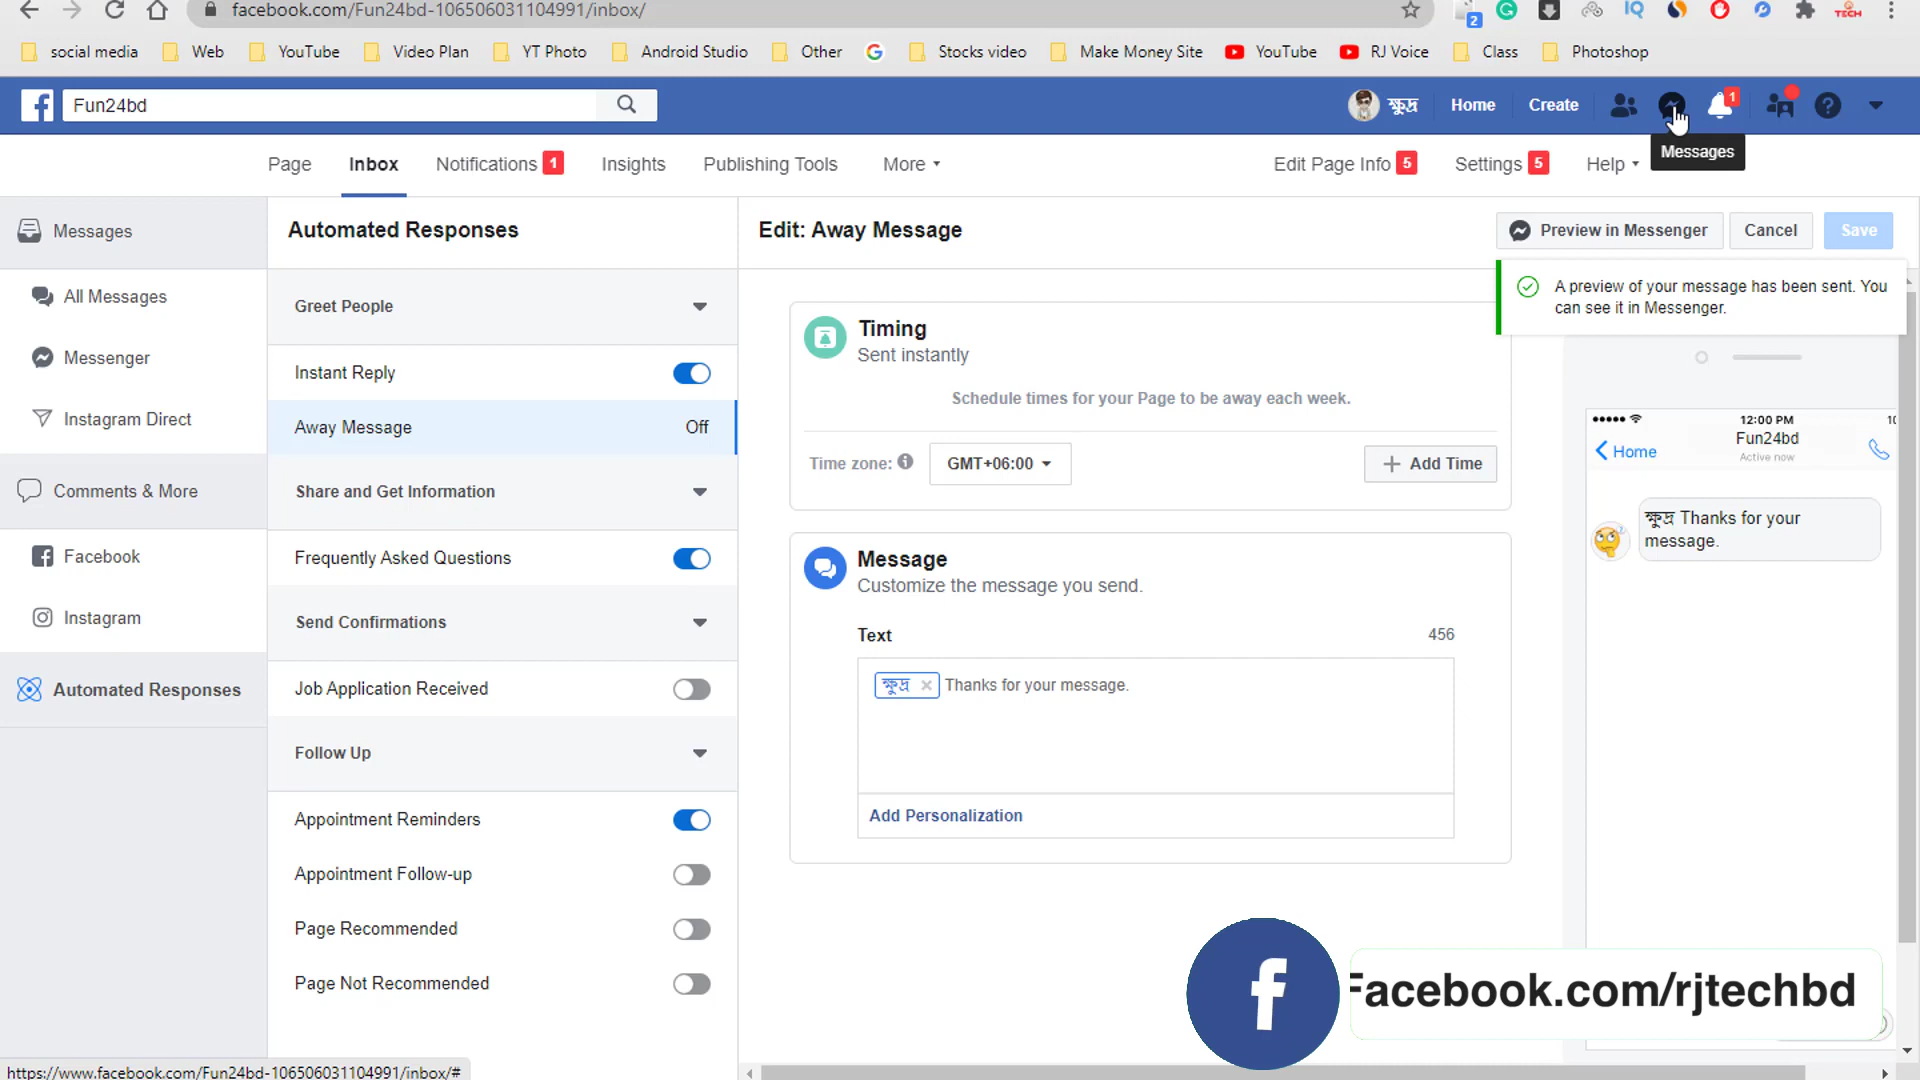 facebook.com/Fun24bd-106506031104991/inbox/
2
TECH
social media
Web
YouTube
Video Plan
YT Photo
Android Studio
Other
Stocks video
Make Money Site
YouTube
RJ Voice
Class
Photoshop
Fun24bd
ক্ষুদ্র
Home
Create
1
Messages
Page
Inbox
Notifications 1
Insights
Publishing Tools
More
Edit Page Info 5
Settings 5
Help
Messages
All Messages
Messenger
Instagram Direct
Comments & More
Facebook
Instagram
Automated Responses
Automated Responses
Greet People
Instant Reply
Away Message Off
Share and Get Information
Frequently Asked Questions
Send Confirmations
Job Application Received
Follow Up
Appointment Reminders
Appointment Follow-up
Page Recommended
Page Not Recommended
Edit: Away Message
Preview in Messenger
Cancel
Save
A preview of your message has been sent. You
can see it in Messenger.
Timing
Sent instantly
Schedule times for your Page to be away each week.
Time zone:
GMT+06:00
Add Time
Message
Customize the message you send.
Text 456
ক্ষুদ্র Thanks for your message.
Add Personalization
12:00 PM
Home
Fun24bd
Active now
ক্ষুদ্র Thanks for your
message.
Facebook.com/rjtechbd
https://www.facebook.com/Fun24bd-106506031104991/inbox/#